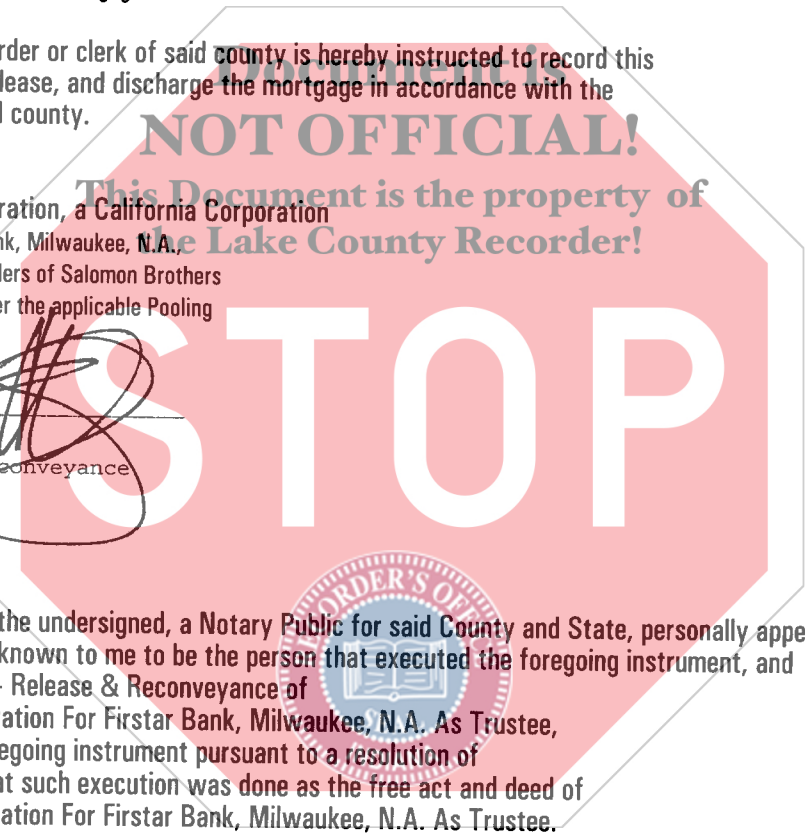 rder or clerk of said county is hereby instructed to record this
Document is
lease, and discharge the mortgage in accordance with the
l county.
NOT OFFICIAL!
This Document is the property of
ration, a California Corporation
the Lake County Recorder!
nk, Milwaukee, N.A.,
ders of Salomon Brothers
er the applicable Pooling
STOP
econveyance
the undersigned, a Notary Public for said County and State, personally appe
known to me to be the person that executed the foregoing instrument, and
- Release & Reconveyance of
ation For Firstar Bank, Milwaukee, N.A. As Trustee,
egoing instrument pursuant to a resolution of
at such execution was done as the free act and deed of
ation For Firstar Bank, Milwaukee, N.A. As Trustee.
ORDER'S OF
SEAL